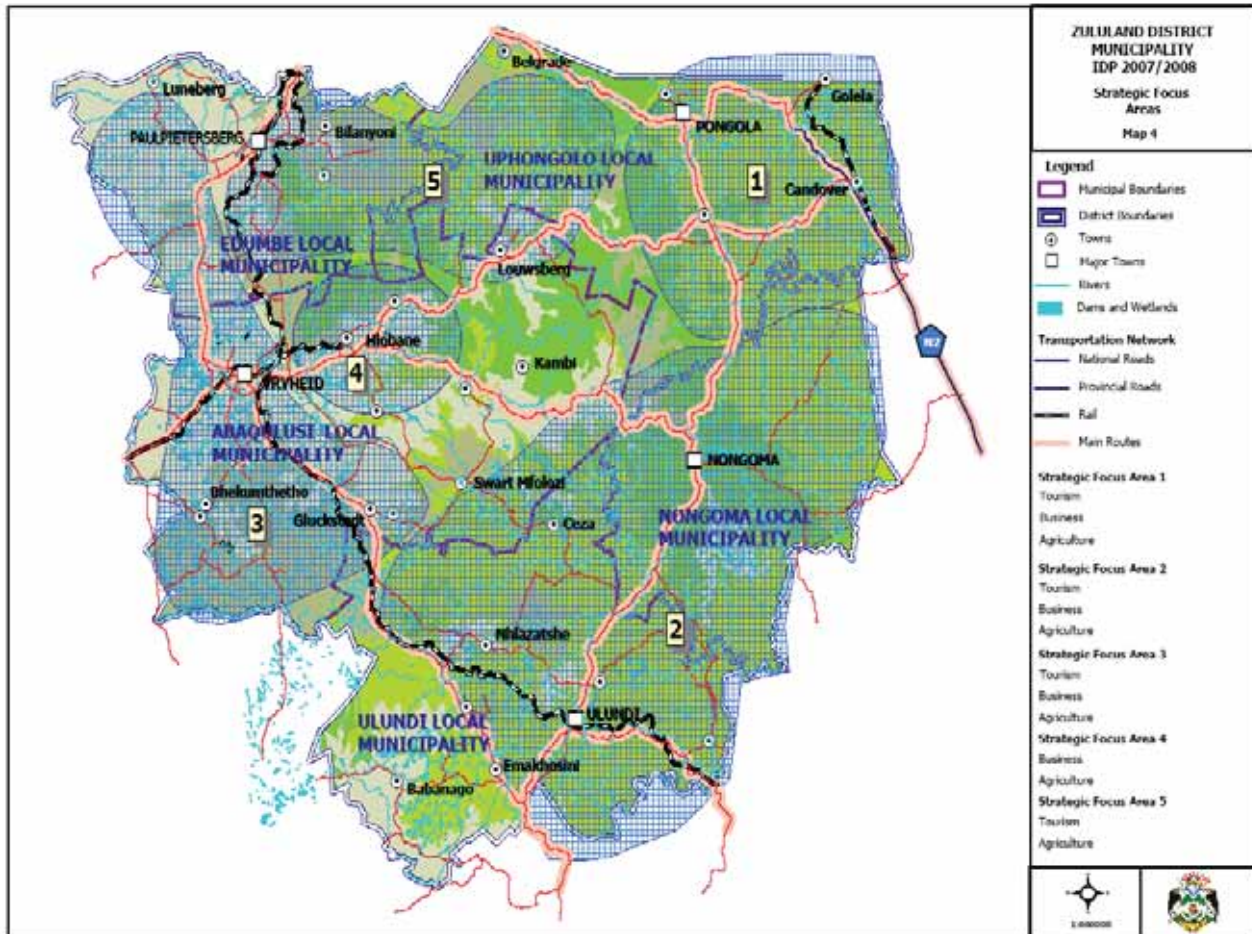 ZULULAND DISTRICT
MUNICIPALITY
IDP 2007/2008
Strategic Focus
Areas
Map 4
Legend
Municipal Boundaries
District Boundaries
Towns
Major Towns
Rivers
Dams and Wetlands
Transportation Network
National Roads
Provincial Roads
Rail
Main Routes
Strategic Focus Area 1
Tourism
Business
Agriculture
Strategic Focus Area 2
Tourism
Business
Agriculture
Strategic Focus Area 3
Tourism
Business
Agriculture
Strategic Focus Area 4
Business
Agriculture
Strategic Focus Area 5
Tourism
Agriculture
Belgrade
Luneberg
Golela
PONGOLA
PAULPIETERSBERG
Bilanyoni
UPHONGOLO LOCAL
MUNICIPALITY
5
1
Candover
EDUMBE LOCAL
MUNICIPALITY
Louwsberg
N2
Hlobane
Kambi
VRYHEID
4
ABAQULUSI LOCAL
MUNICIPALITY
NONGOMA
Swart Mfolozi
Bhekumthetho
Gluckstadt
3
Ceza
NONGOMA LOCAL
MUNICIPALITY
2
Nhlazatshe
ULUNDI
ULUNDI LOCAL
MUNICIPALITY
Emakhosini
Babanago